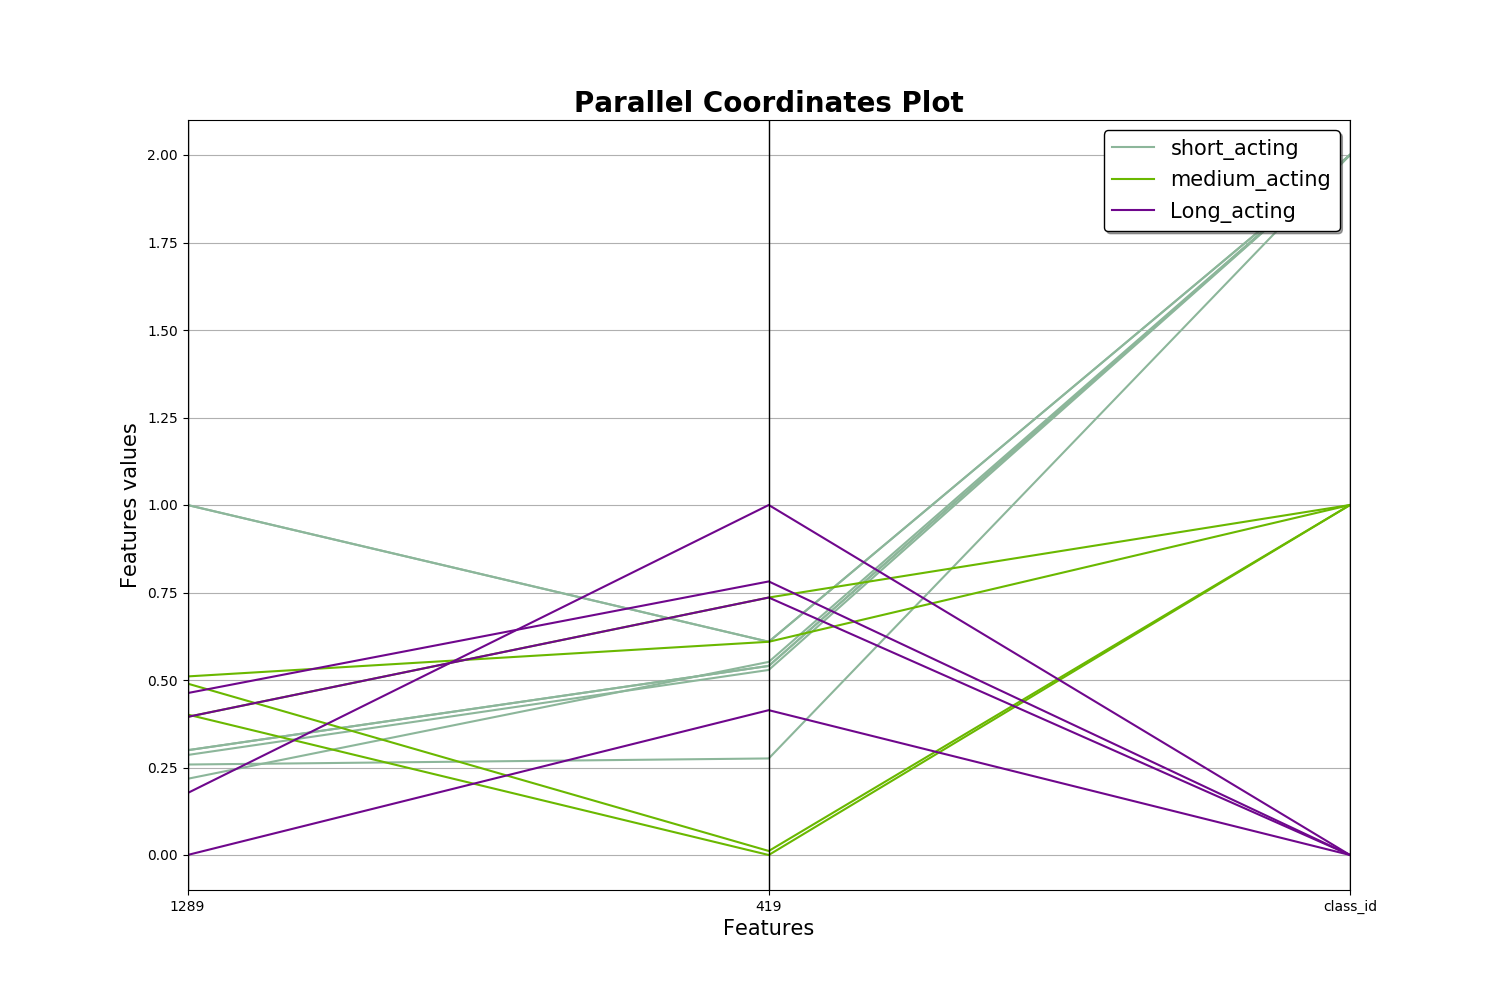 Parallel Coordinates Plot
short_acting
medium_acting
Long_acting
2.00
1.75
1.50
1.25
1.00
0.75
0.50
0.25
0.00
Features values
1289 419 class_id
Features